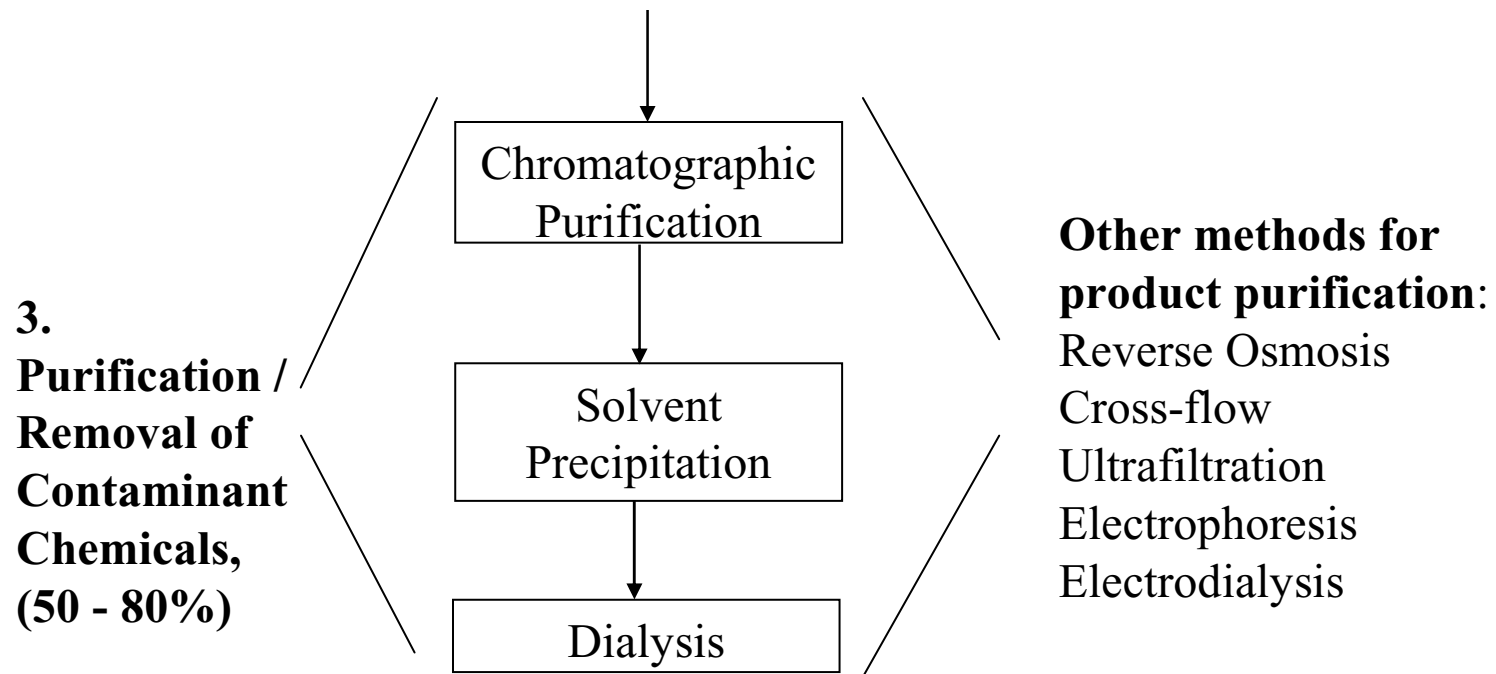 3.
Purification /
Removal of
Contaminant
Chemicals,
(50 - 80%)
Chromatographic
Purification
Solvent
Precipitation
Dialysis
Other methods for
product purification:
Reverse Osmosis
Cross-flow
Ultrafiltration
Electrophoresis
Electrodialysis